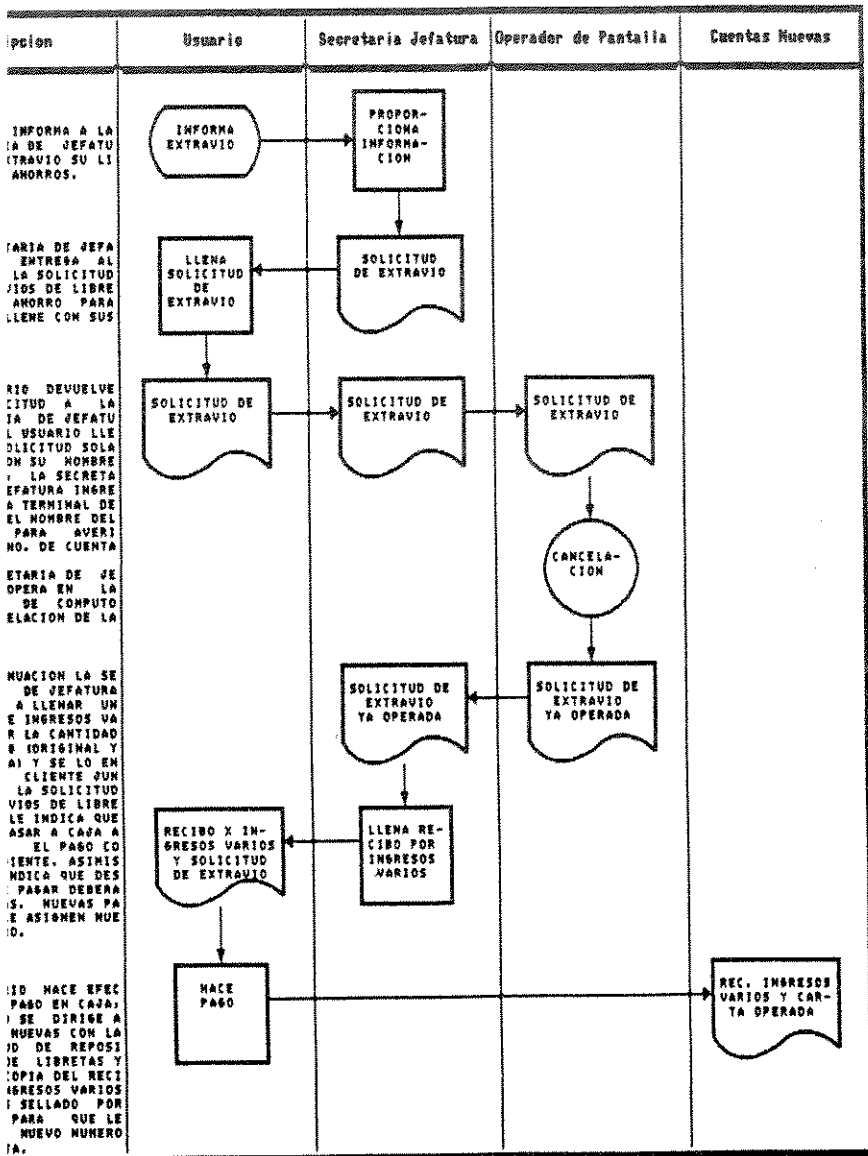 ipcion
Usuario
Secretaria Jefatura
Operador de Pantalla
Cuentas Nuevas
INFORMA A LA
IA DE JEFATU
XTRAVIO SU LI
AHORROS.
INFORMA
EXTRAVIO
PROPOR-
CIONA
INFORMA-
CION
TARIA DE JEFA
ENTREGA AL
LA SOLICITUD
VIOS DE LIBRE
AHORRO PARA
LLENE CON SUS
LLENA
SOLICITUD
DE
EXTRAVIO
SOLICITUD
DE EXTRAVIO
RIO DEVUELVE
CITUD A LA
IA DE JEFATU
L USUARIO LLE
OLICITUD SOLA
ON SU NOMBRE
, LA SECRETA
EFATURA INGRE
A TERMINAL DE
EL NOMBRE DEL
PARA AVERI
NO. DE CUENTA
SOLICITUD DE
EXTRAVIO
SOLICITUD DE
EXTRAVIO
SOLICITUD DE
EXTRAVIO
ETARIA DE JE
OPERA EN LA
DE COMPUTO
ELACION DE LA
CANCELA-
CION
NUACION LA SE
DE JEFATURA
A LLENAR UN
E INGRESOS VA
R LA CANTIDAD
(ORIGINAL Y
A) Y SE LO EN
CLIENTE JUN
LA SOLICITUD
VIOS DE LIBRE
LE INDICA QUE
ASAR A CAJA A
EL PAGO CO
IENTE. ASIMIS
NDICA QUE DES
PAGAR DEBERA
S. NUEVAS PA
E ASIGNEN NUE
O.
SOLICITUD DE
EXTRAVIO
YA OPERADA
SOLICITUD DE
EXTRAVIO
YA OPERADA
RECIBO X IN-
GRESOS VARIOS
Y SOLICITUD
DE EXTRAVIO
LLENA RE-
CIBO POR
INGRESOS
VARIOS
IO HACE EFEC
PAGO EN CAJA,
SE DIRIGE A
NUEVAS CON LA
UD DE REPOSI
DE LIBRETAS Y
COPIA DEL RECI
NGRESOS VARIOS
SELLADO POR
PARA QUE LE
NUEVO NUMERO
TA.
HACE
PAGO
REC. INGRESOS
VARIOS Y CAR-
TA OPERADA